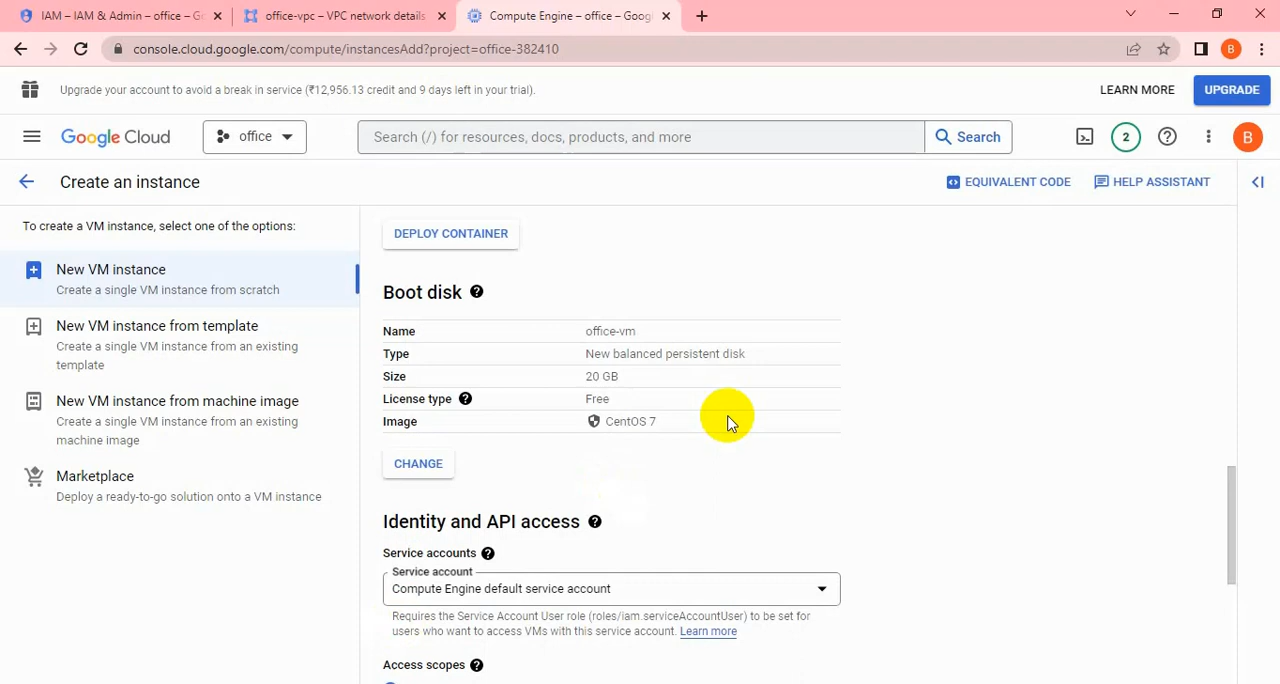 IAM – IAM & Admin – office – Gr
office-vpc – VPC network details
Compute Engine – office – Googl
console.cloud.google.com/compute/instancesAdd?project=office-382410
B
Upgrade your account to avoid a break in service (₹12,956.13 credit and 9 days left in your trial).
LEARN MORE
UPGRADE
Google Cloud
office
Search (/) for resources, docs, products, and more
Search
2
B
Create an instance
EQUIVALENT CODE
HELP ASSISTANT
To create a VM instance, select one of the options:
New VM instance
Create a single VM instance from scratch
New VM instance from template
Create a single VM instance from an existing
template
New VM instance from machine image
Create a single VM instance from an existing
machine image
Marketplace
Deploy a ready-to-go solution onto a VM instance
DEPLOY CONTAINER
Boot disk
Name office-vm
Type New balanced persistent disk
Size 20 GB
License type Free
Image CentOS 7
CHANGE
Identity and API access
Service accounts
Service account
Compute Engine default service account
Requires the Service Account User role (roles/iam.serviceAccountUser) to be set for
users who want to access VMs with this service account. Learn more
Access scopes